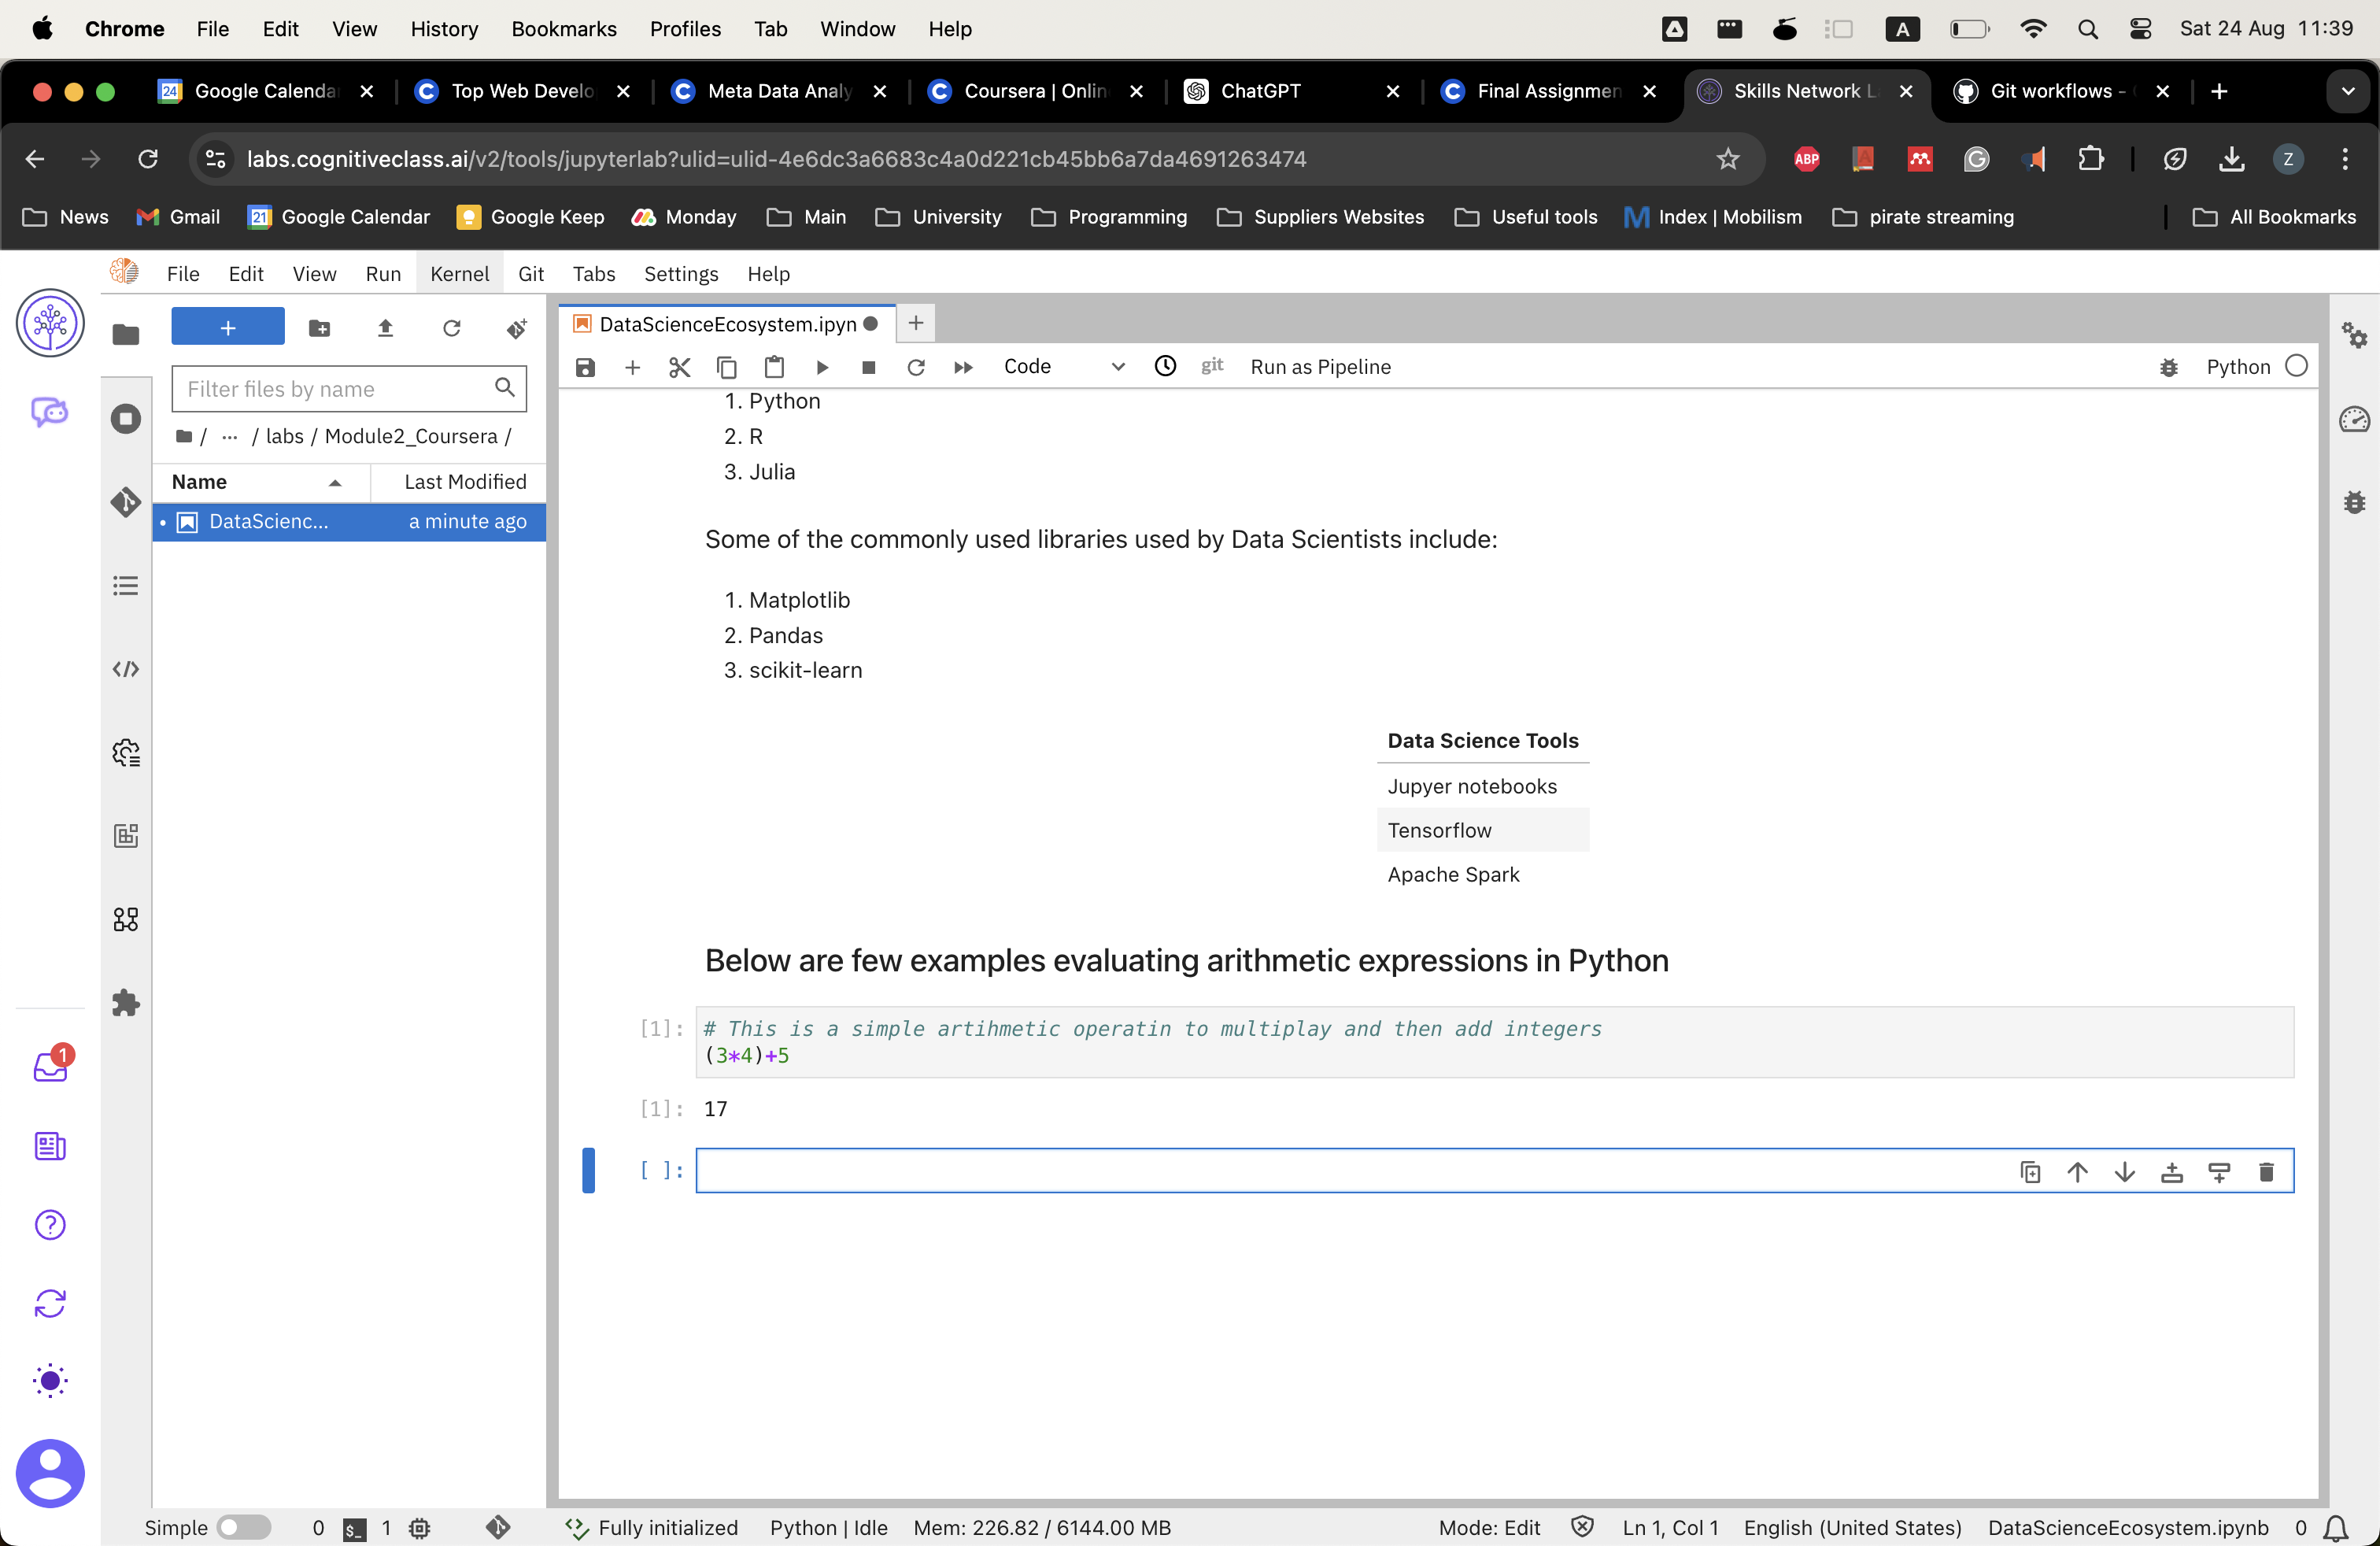 Chrome File Edit View History Bookmarks Profiles Tab Window Help A Sat 24 Aug 11:39
24 Google Calenda Top Web Develo Meta Data Analy Coursera | Onlin ChatGPT Final Assignmen Skills Network L Git workflows -
labs.cognitiveclass.ai/v2/tools/jupyterlab?ulid=ulid-4e6dc3a6683c4a0d221cb45bb6a7da4691263474 ABP Z
News Gmail 21 Google Calendar Google Keep Monday Main University Programming Suppliers Websites Useful tools Index | Mobilism pirate streaming All Bookmarks
File Edit View Run Kernel Git Tabs Settings Help
DataScienceEcosystem.ipyn
Code git Run as Pipeline Python
Filter files by name
/ ··· / labs / Module2_Coursera /
Name Last Modified
DataScienc... a minute ago
1. Python
2. R
3. Julia
Some of the commonly used libraries used by Data Scientists include:
1. Matplotlib
2. Pandas
3. scikit-learn
Data Science Tools
Jupyer notebooks
Tensorflow
Apache Spark
Below are few examples evaluating arithmetic expressions in Python
[1]: # This is a simple artihmetic operatin to multiplay and then add integers
(3*4)+5
[1]: 17
[ ]:
1
Simple 0 $_ 1 Fully initialized Python | Idle Mem: 226.82 / 6144.00 MB Mode: Edit Ln 1, Col 1 English (United States) DataScienceEcosystem.ipynb 0